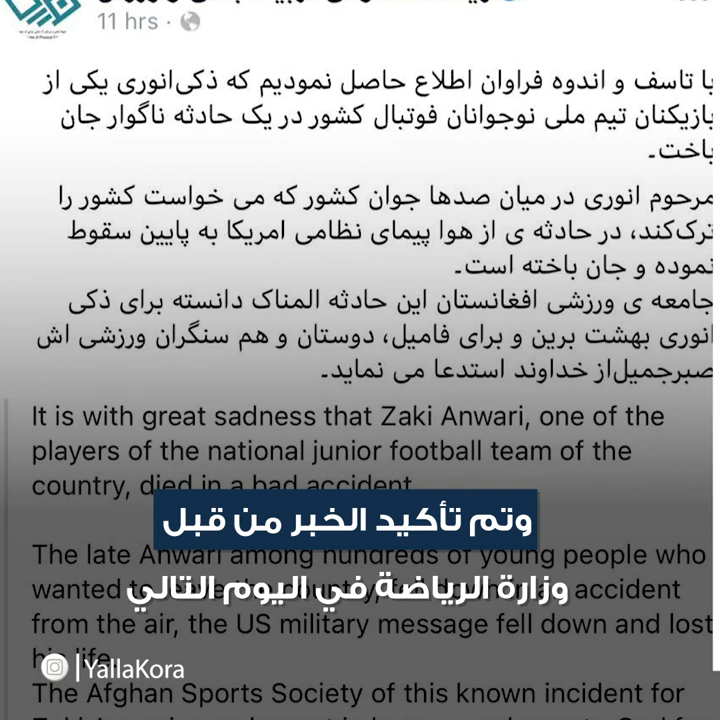 11 hrs ·
با تاسف و اندوه فراوان اطلاع حاصل نمودیم که ذکی‌انوری یکی از
بازیکنان تیم ملی نوجوانان فوتبال کشور در یک حادثه ناگوار جان
باخت.
مرحوم انوری در میان صدها جوان کشور که می خواست کشور را
ترک‌کند، در حادثه ی از هوا پیمای نظامی امریکا به پایین سقوط
نموده و جان باخته است.
جامعه ی ورزشی افغانستان این حادثه المناک دانسته برای ذکی
انوری بهشت برین و برای فامیل، دوستان و هم سنگران ورزشی اش
صبرجمیل‌از خداوند استدعا می نماید.
It is with great sadness that Zaki Anwari, one of the
players of the national junior football team of the
country, died in a bad accident
وتم تأكيد الخبر من قبل
The late Anwari among hundreds of young people who
wanted to country, accident
وزارة الرياضة في اليوم التالي
from the air, the US military message fell down and lost
his life.
|YallaKora
The Afghan Sports Society of this known incident for